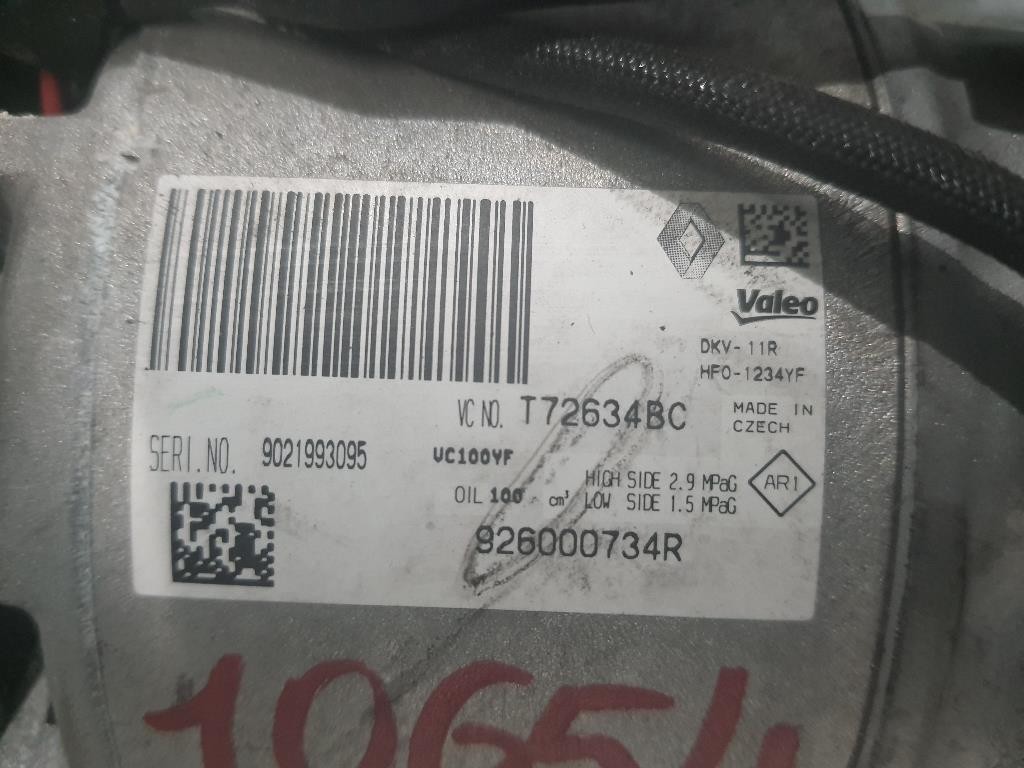 Valeo
DKV-11R
HFO-1234YF
VC NO. T72634BC
MADE IN
CZECH
SERI.NO. 9021993095
VC100YF
OIL 100 cm³
HIGH SIDE 2.9 MPaG
LOW SIDE 1.5 MPaG
AR1
926000734R